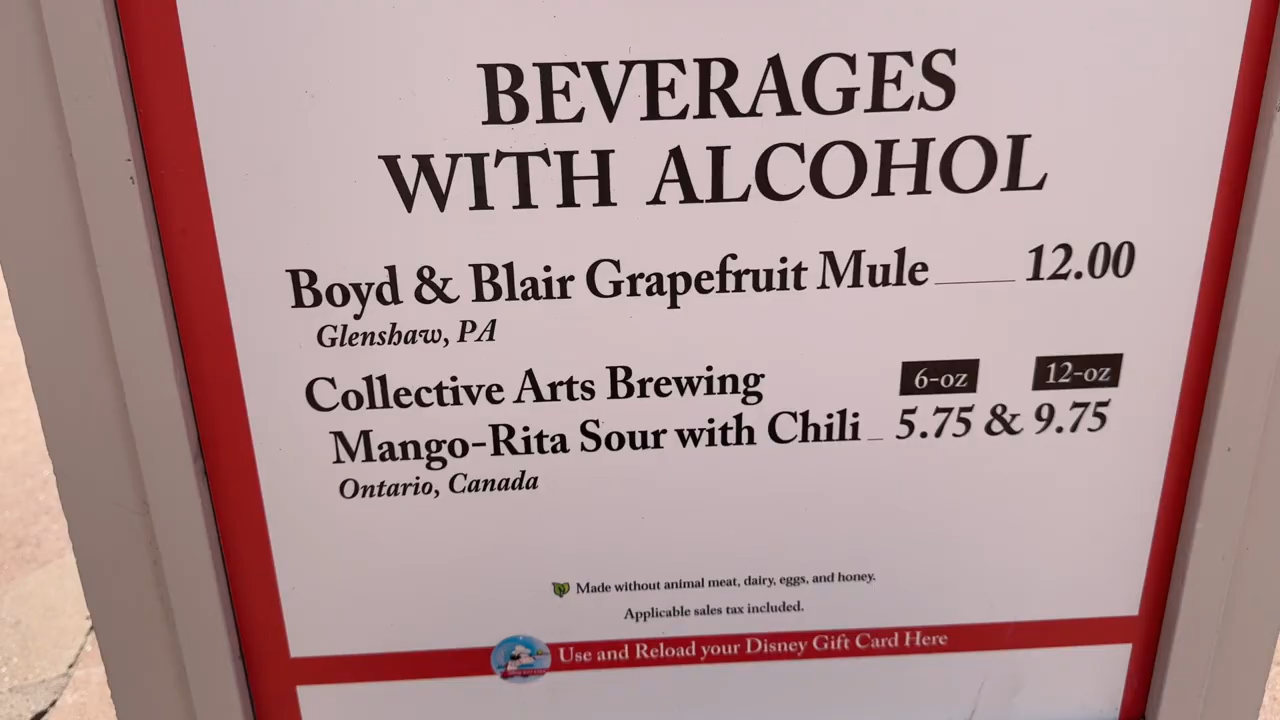 BEVERAGES
WITH ALCOHOL
Boyd & Blair Grapefruit Mule 12.00
Glenshaw, PA
Collective Arts Brewing 6-oz 12-oz
Mango-Rita Sour with Chili 5.75 & 9.75
Ontario, Canada
Made without animal meat, dairy, eggs, and honey.
Applicable sales tax included.
Use and Reload your Disney Gift Card Here